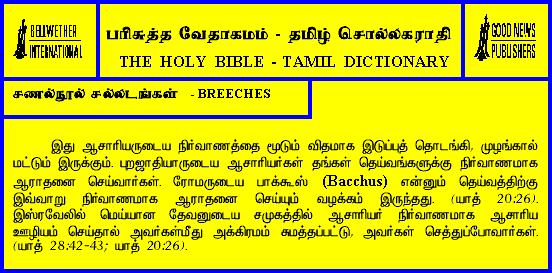 BELLWETHER
INTERNATIONAL
பரிசுத்த வேதாகமம் - தமிழ் சொல்லகராதி
THE HOLY BIBLE - TAMIL DICTIONARY
GOOD NEWS
PUBLISHERS
சணல்நூல் சல்லடங்கள் - BREECHES
இது ஆசாரியருடைய நிர்வாணத்தை மூடும் விதமாக இடுப்புத் தொடங்கி, முழங்கால்
மட்டும் இருக்கும். புறஜாதியாருடைய ஆசாரியர்கள் தங்கள் தெய்வங்களுக்கு நிர்வாணமாக
ஆராதனை செய்வார்கள். ரோமருடைய பாக்கூஸ் (Bacchus) என்னும் தெய்வத்திற்கு
இவ்வாறு நிர்வாணமாக ஆராதனை செய்யும் வழக்கம் இருந்தது. (யாத் 20:26).
இஸ்ரவேலில் மெய்யான தேவனுடைய சமுகத்தில் ஆசாரியர் நிர்வாணமாக ஆசாரிய
ஊழியம் செய்தால் அவர்கள்மீது அக்கிரமம் சுமத்தப்பட்டு, அவர்கள் செத்துப்போவார்கள்.
(யாத் 28:42-43; யாத் 20:26).